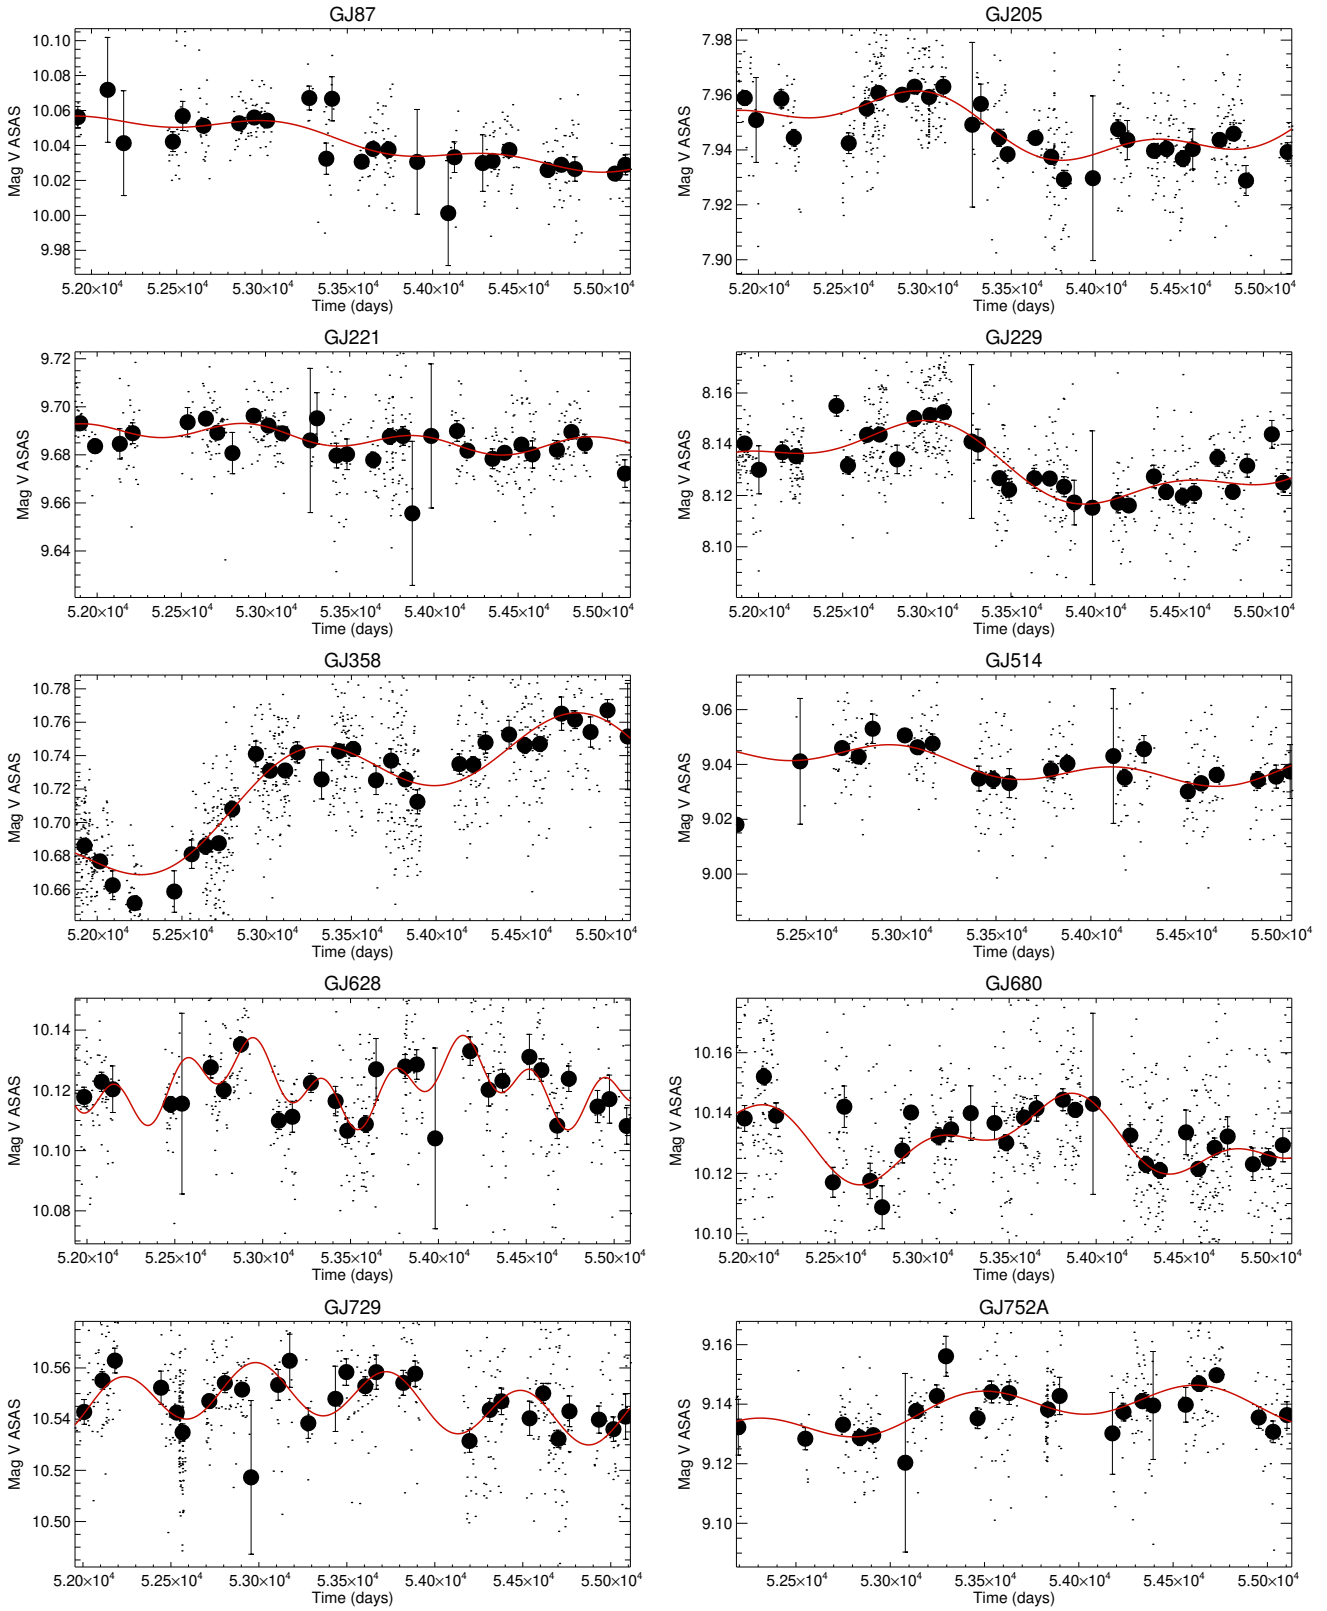 GJ87
Mag V ASAS
10.10
10.08
10.06
10.04
10.02
10.00
9.98
5.20×10⁴ 5.25×10⁴ 5.30×10⁴ 5.35×10⁴ 5.40×10⁴ 5.45×10⁴ 5.50×10⁴
Time (days)
GJ205
Mag V ASAS
7.98
7.96
7.94
7.92
7.90
5.20×10⁴ 5.25×10⁴ 5.30×10⁴ 5.35×10⁴ 5.40×10⁴ 5.45×10⁴ 5.50×10⁴
Time (days)
GJ221
Mag V ASAS
9.72
9.70
9.68
9.66
9.64
5.20×10⁴ 5.25×10⁴ 5.30×10⁴ 5.35×10⁴ 5.40×10⁴ 5.45×10⁴ 5.50×10⁴
Time (days)
GJ229
Mag V ASAS
8.16
8.14
8.12
8.10
5.20×10⁴ 5.25×10⁴ 5.30×10⁴ 5.35×10⁴ 5.40×10⁴ 5.45×10⁴ 5.50×10⁴
Time (days)
GJ358
Mag V ASAS
10.78
10.76
10.74
10.72
10.70
10.68
10.66
5.20×10⁴ 5.25×10⁴ 5.30×10⁴ 5.35×10⁴ 5.40×10⁴ 5.45×10⁴ 5.50×10⁴
Time (days)
GJ514
Mag V ASAS
9.06
9.04
9.02
9.00
5.25×10⁴ 5.30×10⁴ 5.35×10⁴ 5.40×10⁴ 5.45×10⁴ 5.50×10⁴
Time (days)
GJ628
Mag V ASAS
10.14
10.12
10.10
10.08
5.20×10⁴ 5.25×10⁴ 5.30×10⁴ 5.35×10⁴ 5.40×10⁴ 5.45×10⁴ 5.50×10⁴
Time (days)
GJ680
Mag V ASAS
10.16
10.14
10.12
10.10
5.20×10⁴ 5.25×10⁴ 5.30×10⁴ 5.35×10⁴ 5.40×10⁴ 5.45×10⁴ 5.50×10⁴
Time (days)
GJ729
Mag V ASAS
10.56
10.54
10.52
10.50
5.20×10⁴ 5.25×10⁴ 5.30×10⁴ 5.35×10⁴ 5.40×10⁴ 5.45×10⁴ 5.50×10⁴
Time (days)
GJ752A
Mag V ASAS
9.16
9.14
9.12
9.10
5.25×10⁴ 5.30×10⁴ 5.35×10⁴ 5.40×10⁴ 5.45×10⁴ 5.50×10⁴
Time (days)